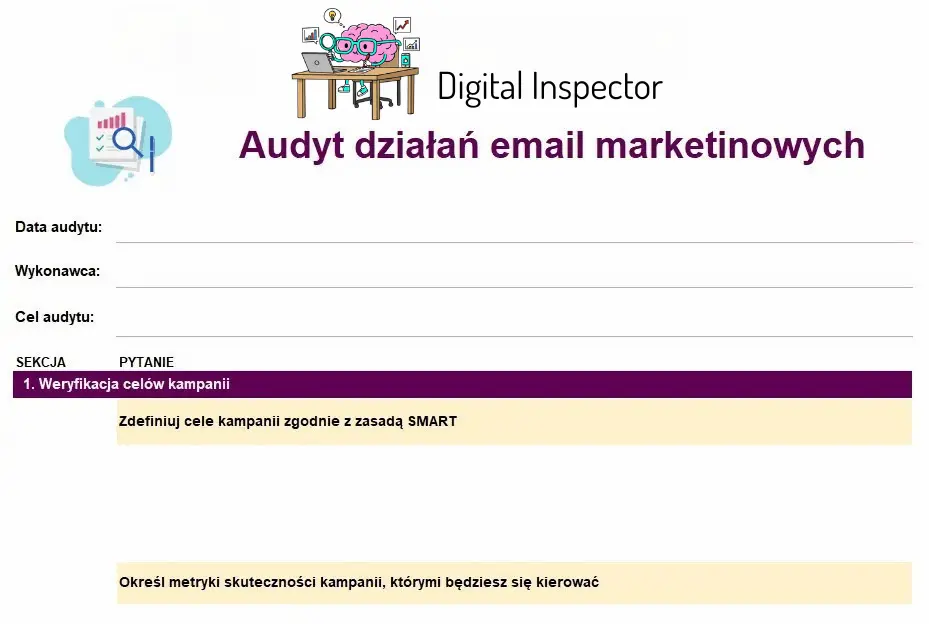 Digital Inspector
Audyt działań email marketinowych
Data audytu:
Wykonawca:
Cel audytu:
SEKCJA PYTANIE
1. Weryfikacja celów kampanii
Zdefiniuj cele kampanii zgodnie z zasadą SMART
Określ metryki skuteczności kampanii, którymi będziesz się kierować